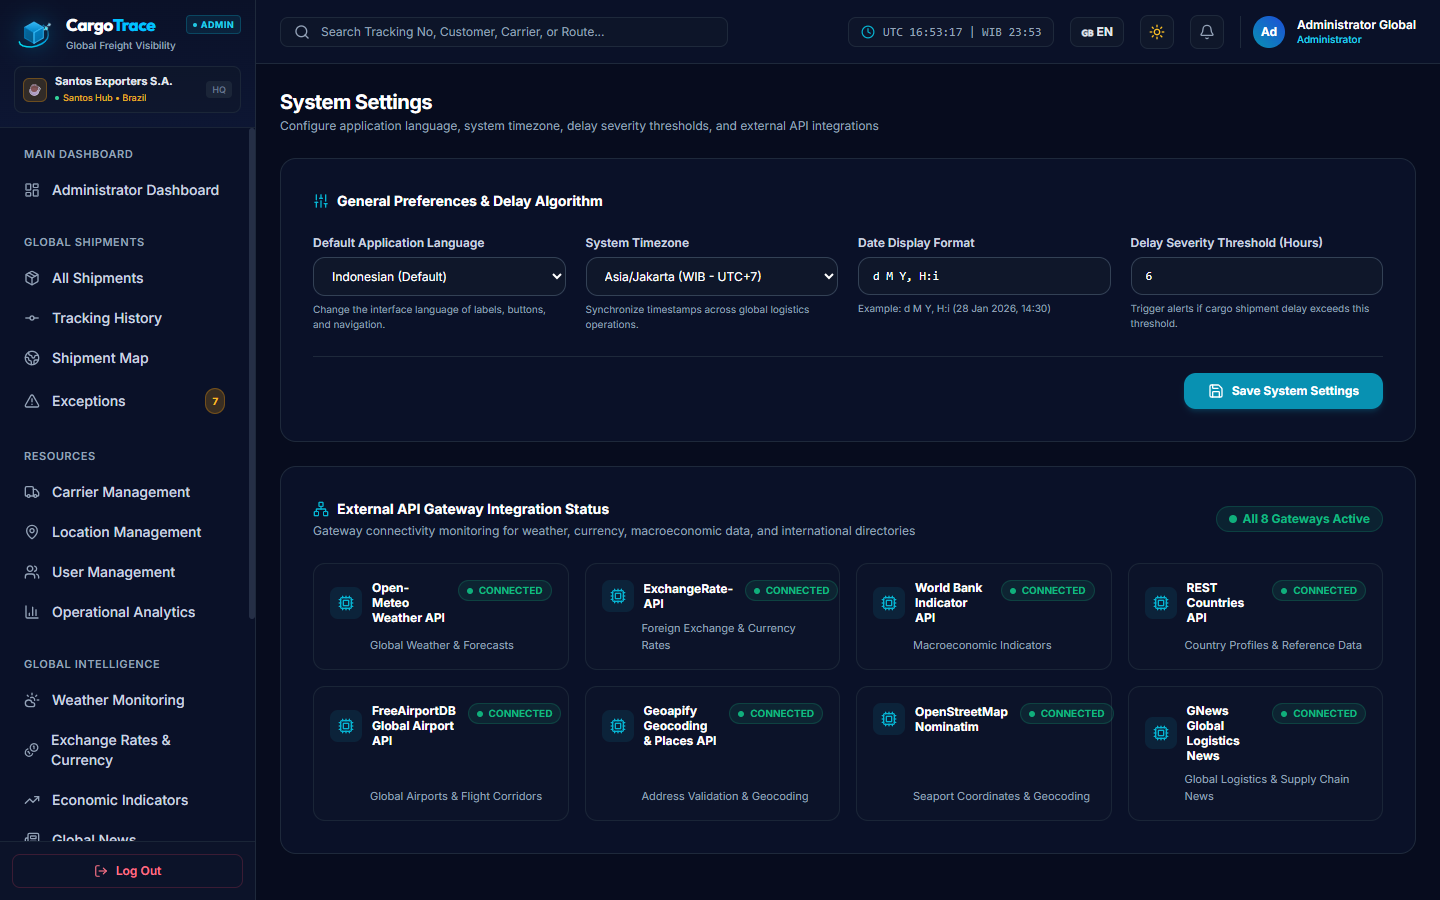 CargoTrace
ADMIN
Global Freight Visibility
Santos Exporters S.A.
Santos Hub • Brazil
HQ
MAIN DASHBOARD
Administrator Dashboard
GLOBAL SHIPMENTS
All Shipments
Tracking History
Shipment Map
Exceptions
7
RESOURCES
Carrier Management
Location Management
User Management
Operational Analytics
GLOBAL INTELLIGENCE
Weather Monitoring
Exchange Rates &
Currency
Economic Indicators
Global News
Log Out
Search Tracking No, Customer, Carrier, or Route...
UTC 16:53:17 | WIB 23:53
GB EN
Ad
Administrator Global
Administrator
System Settings
Configure application language, system timezone, delay severity thresholds, and external API integrations
General Preferences & Delay Algorithm
Default Application Language
Indonesian (Default)
Change the interface language of labels, buttons,
and navigation.
System Timezone
Asia/Jakarta (WIB - UTC+7)
Synchronize timestamps across global logistics
operations.
Date Display Format
d M Y, H:i
Example: d M Y, H:i (28 Jan 2026, 14:30)
Delay Severity Threshold (Hours)
6
Trigger alerts if cargo shipment delay exceeds this
threshold.
Save System Settings
External API Gateway Integration Status
Gateway connectivity monitoring for weather, currency, macroeconomic data, and international directories
All 8 Gateways Active
Open-
Meteo
Weather API
CONNECTED
Global Weather & Forecasts
ExchangeRate-
API
CONNECTED
Foreign Exchange & Currency
Rates
World Bank
Indicator
API
CONNECTED
Macroeconomic Indicators
REST
Countries
API
CONNECTED
Country Profiles & Reference Data
FreeAirportDB
Global Airport
API
CONNECTED
Global Airports & Flight Corridors
Geoapify
Geocoding
& Places API
CONNECTED
Address Validation & Geocoding
OpenStreetMap
Nominatim
CONNECTED
Seaport Coordinates & Geocoding
GNews
Global
Logistics
News
CONNECTED
Global Logistics & Supply Chain
News